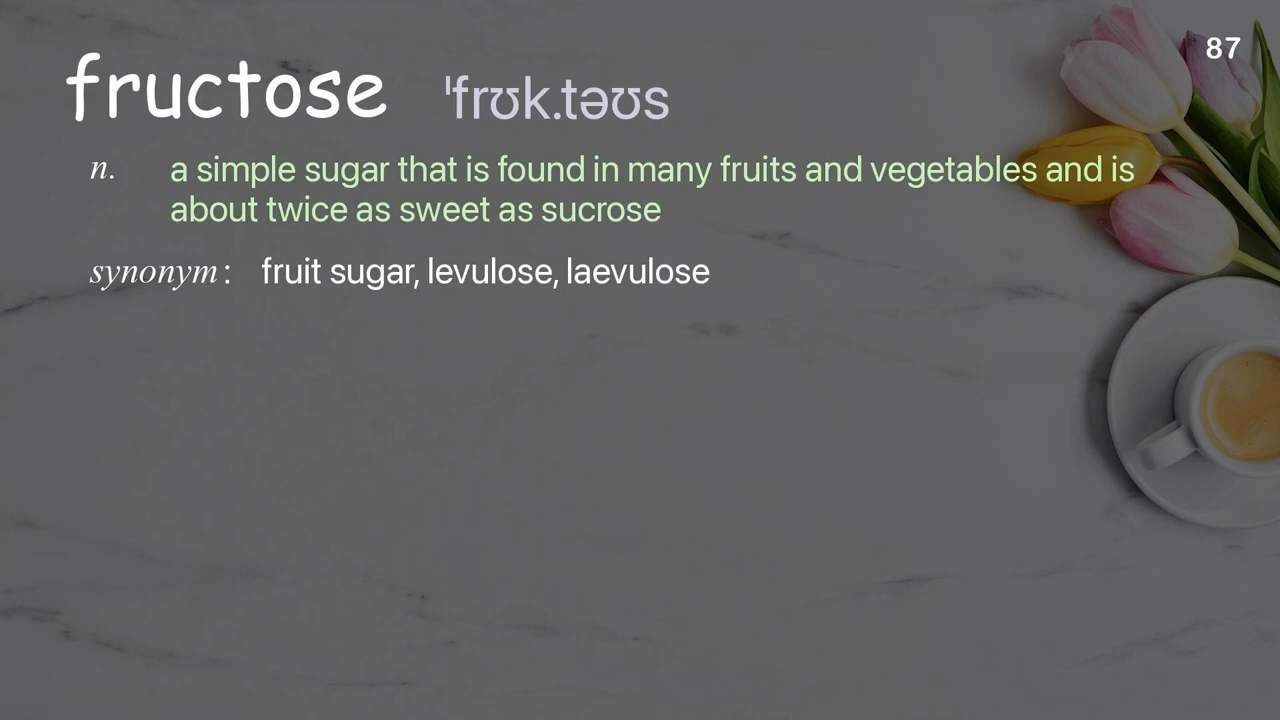 87
fructose ˈfrʊk.təʊs
n. a simple sugar that is found in many fruits and vegetables and is
about twice as sweet as sucrose
synonym: fruit sugar, levulose, laevulose